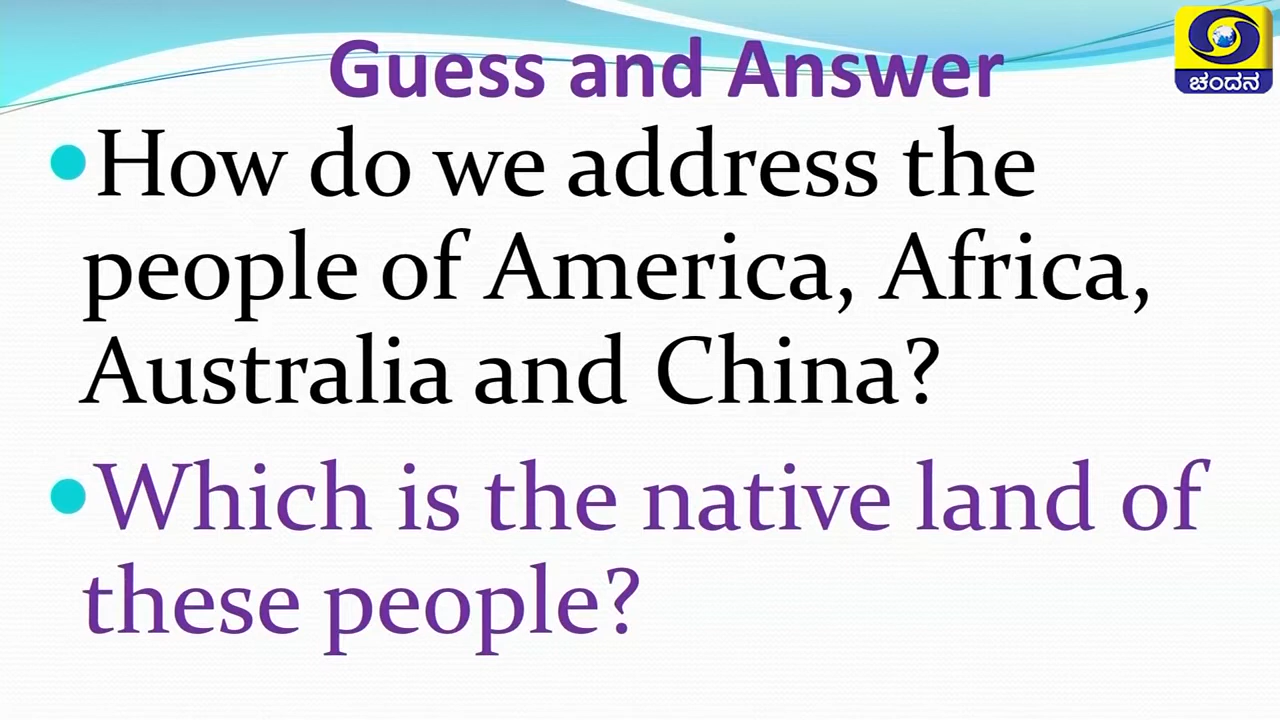 Guess and Answer
ಚಂದನ
How do we address the
people of America, Africa,
Australia and China?
Which is the native land of
these people?